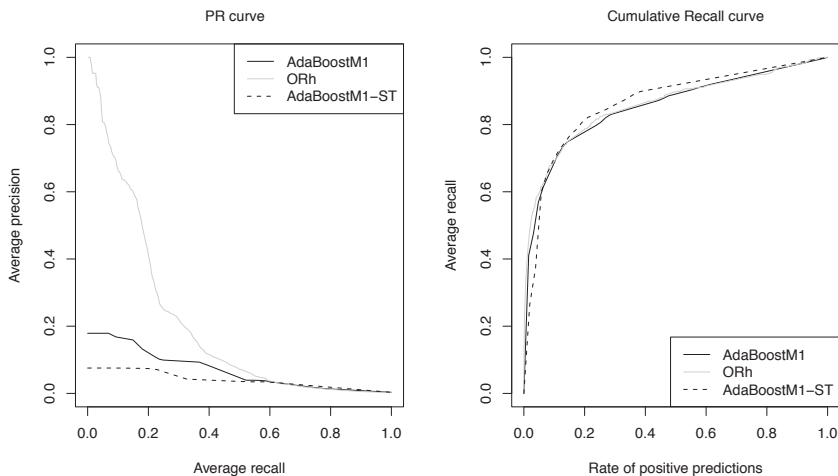 PR curve
AdaBoostM1
ORh
AdaBoostM1-ST
1.0
0.8
0.6
0.4
0.2
0.0
Average precision
0.0 0.2 0.4 0.6 0.8 1.0
Average recall
Cumulative Recall curve
1.0
0.8
0.6
0.4
0.2
0.0
Average recall
AdaBoostM1
ORh
AdaBoostM1-ST
0.0 0.2 0.4 0.6 0.8 1.0
Rate of positive predictions